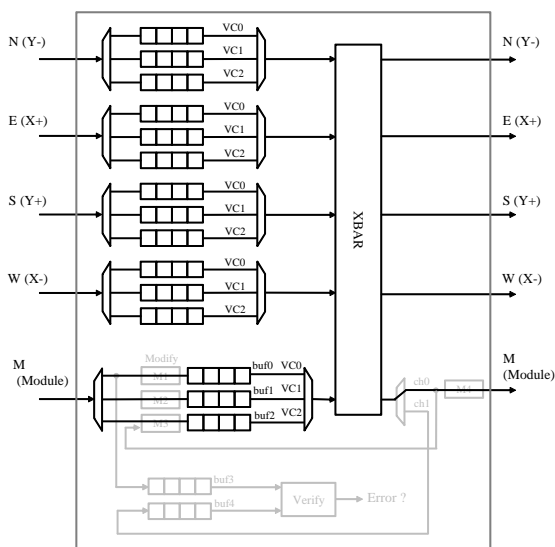 N (Y-)
VC0
VC1
VC2
N (Y-)
E (X+)
VC0
VC1
VC2
E (X+)
S (Y+)
VC0
VC1
VC2
S (Y+)
XBAR
W (X-)
VC0
VC1
VC2
W (X-)
M
(Module)
Modify
M1
M2
M3
buf0
buf1
buf2
VC0
VC1
VC2
ch0
ch1
M4
M
(Module)
buf3
buf4
Verify
Error ?